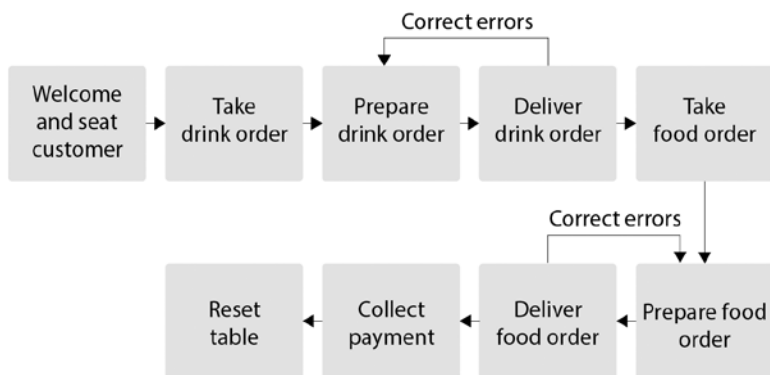 Correct errors
Welcome
and seat
customer
Take
drink order
Prepare
drink order
Deliver
drink order
Take
food order
Correct errors
Reset
table
Collect
payment
Deliver
food order
Prepare food
order